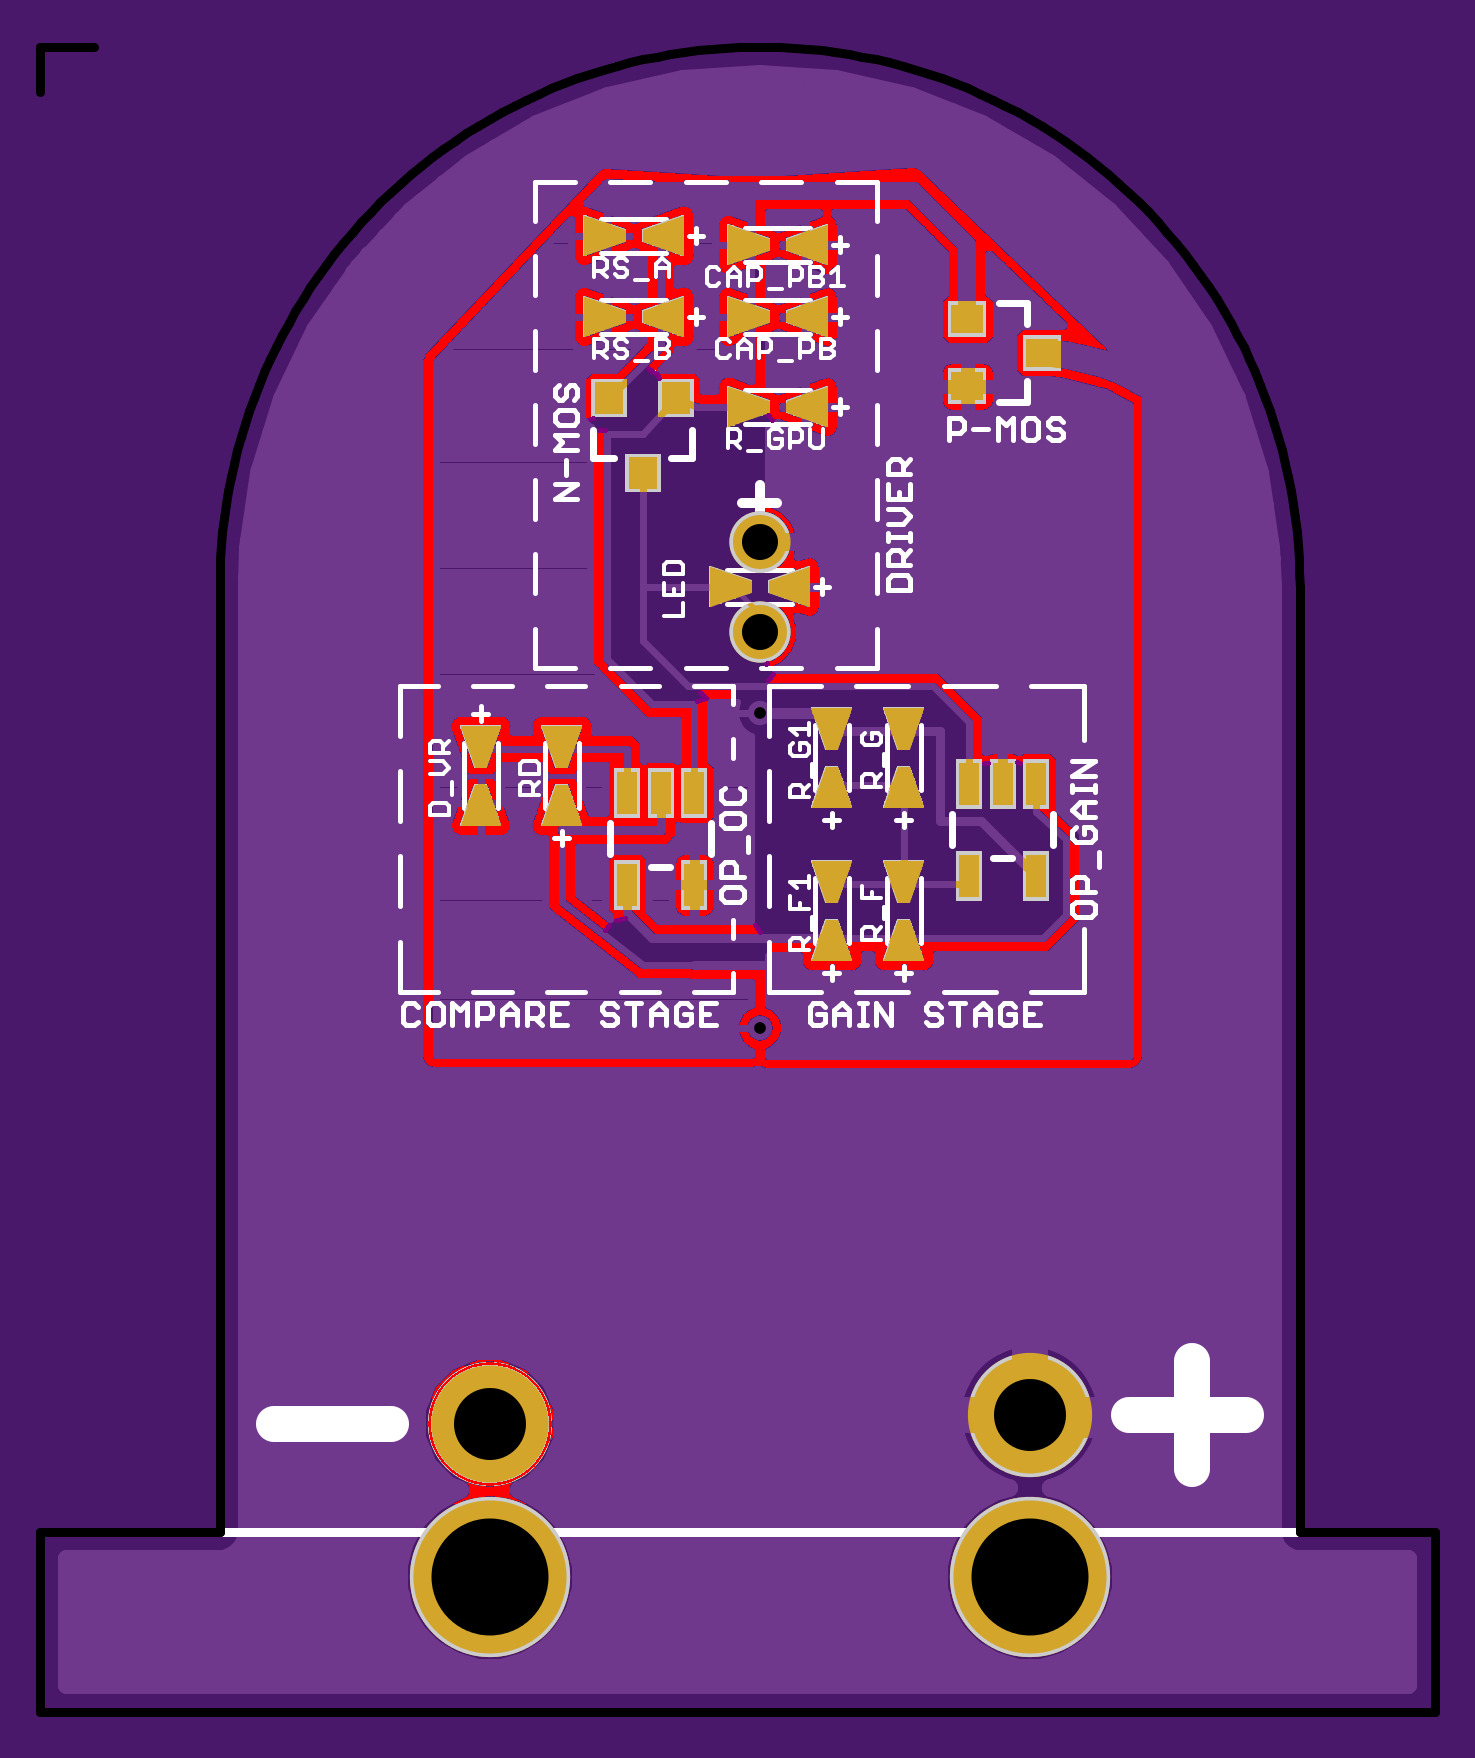 RS_A
CAP_PB1
RS_B
CAP_PB
N-MOS
R_GPU
P-MOS
DRIVER
LED
D_VR
RD
OP_OC
R_G1
R_G
OP_GAIN
R_F1
R_F
COMPARE STAGE
GAIN STAGE